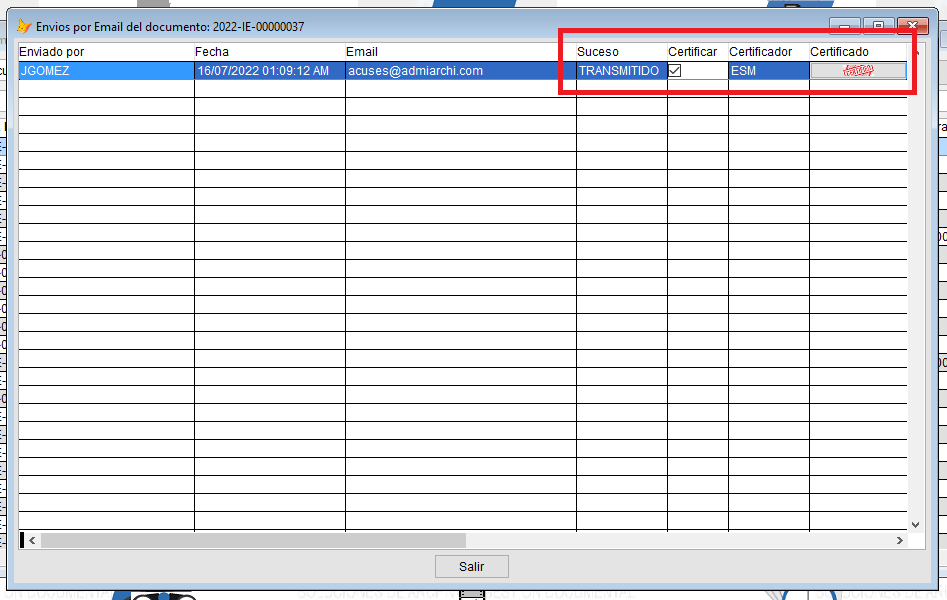 Envios por Email del documento: 2022-IE-00000037
Enviado por Fecha Email Suceso Certificar Certificador Certificado
JGOMEZ 16/07/2022 01:09:12 AM acuses@admiarchi.com TRANSMITIDO ESM
Salir